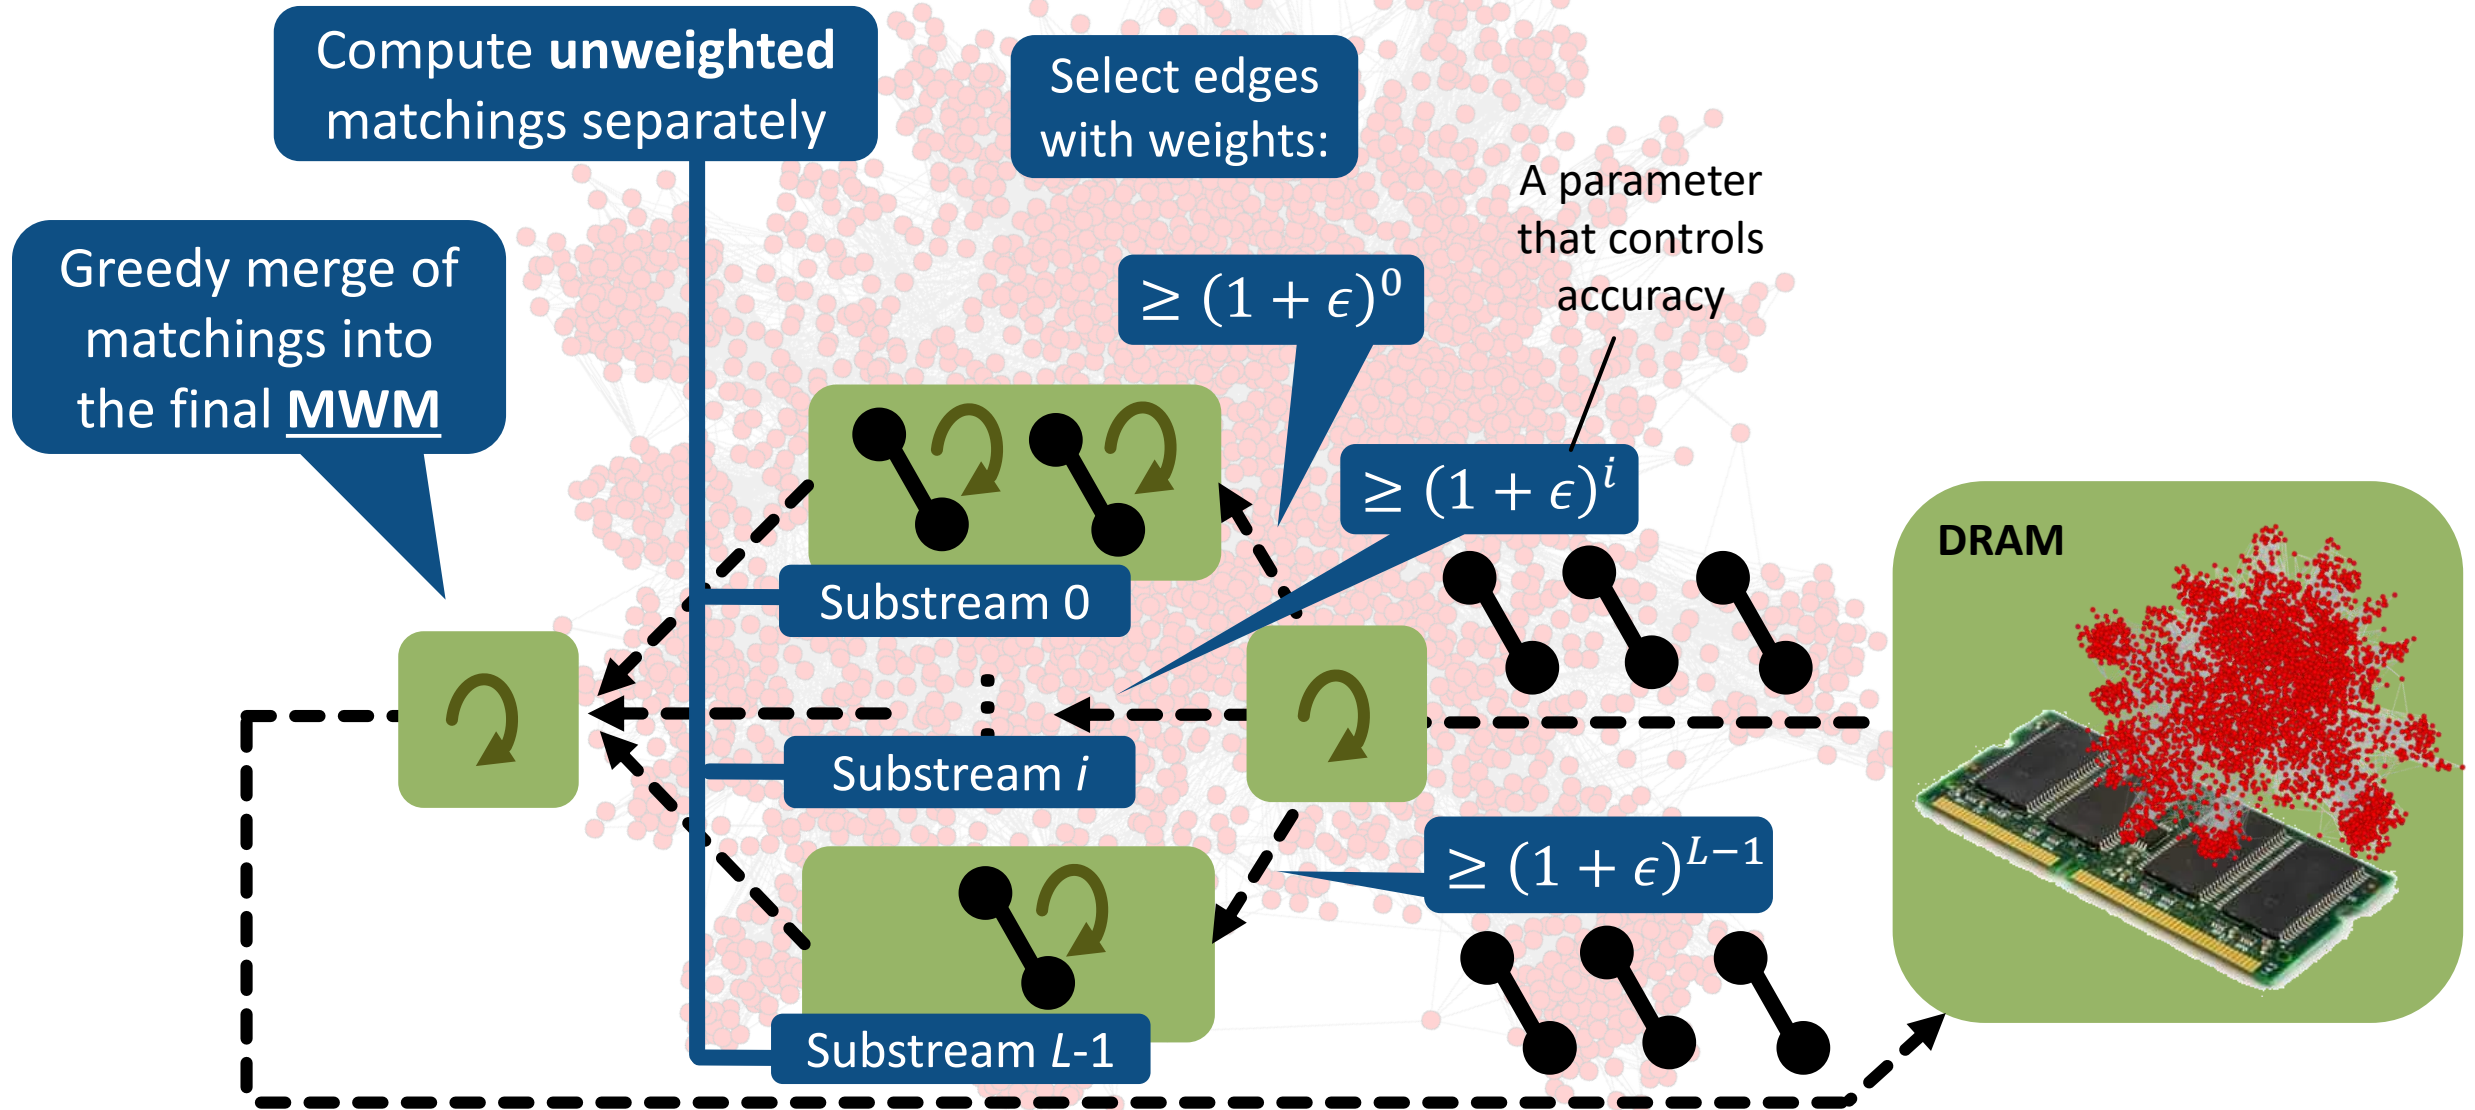 Compute unweighted
matchings separately
Select edges
with weights:
A parameter
that controls
accuracy
Greedy merge of
matchings into
the final MWM
≥ (1 + ϵ)^0
≥ (1 + ϵ)^i
DRAM
Substream 0
Substream i
≥ (1 + ϵ)^{L−1}
Substream L-1